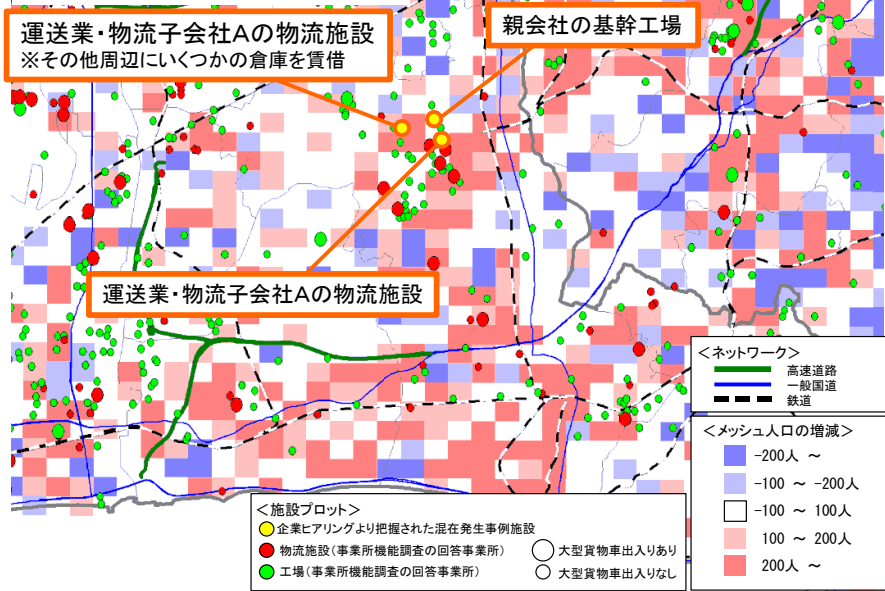 運送業・物流子会社Aの物流施設
※その他周辺にいくつかの倉庫を賃借
親会社の基幹工場
運送業・物流子会社Aの物流施設
＜ネットワーク＞
高速道路
一般国道
鉄道
＜メッシュ人口の増減＞
-200人 ～
-100 ～ -200人
-100 ～ 100人
100 ～ 200人
200人 ～
＜施設プロット＞
企業ヒアリングより把握された混在発生事例施設
物流施設（事業所機能調査の回答事業所）
大型貨物車出入りあり
工場（事業所機能調査の回答事業所）
大型貨物車出入りなし